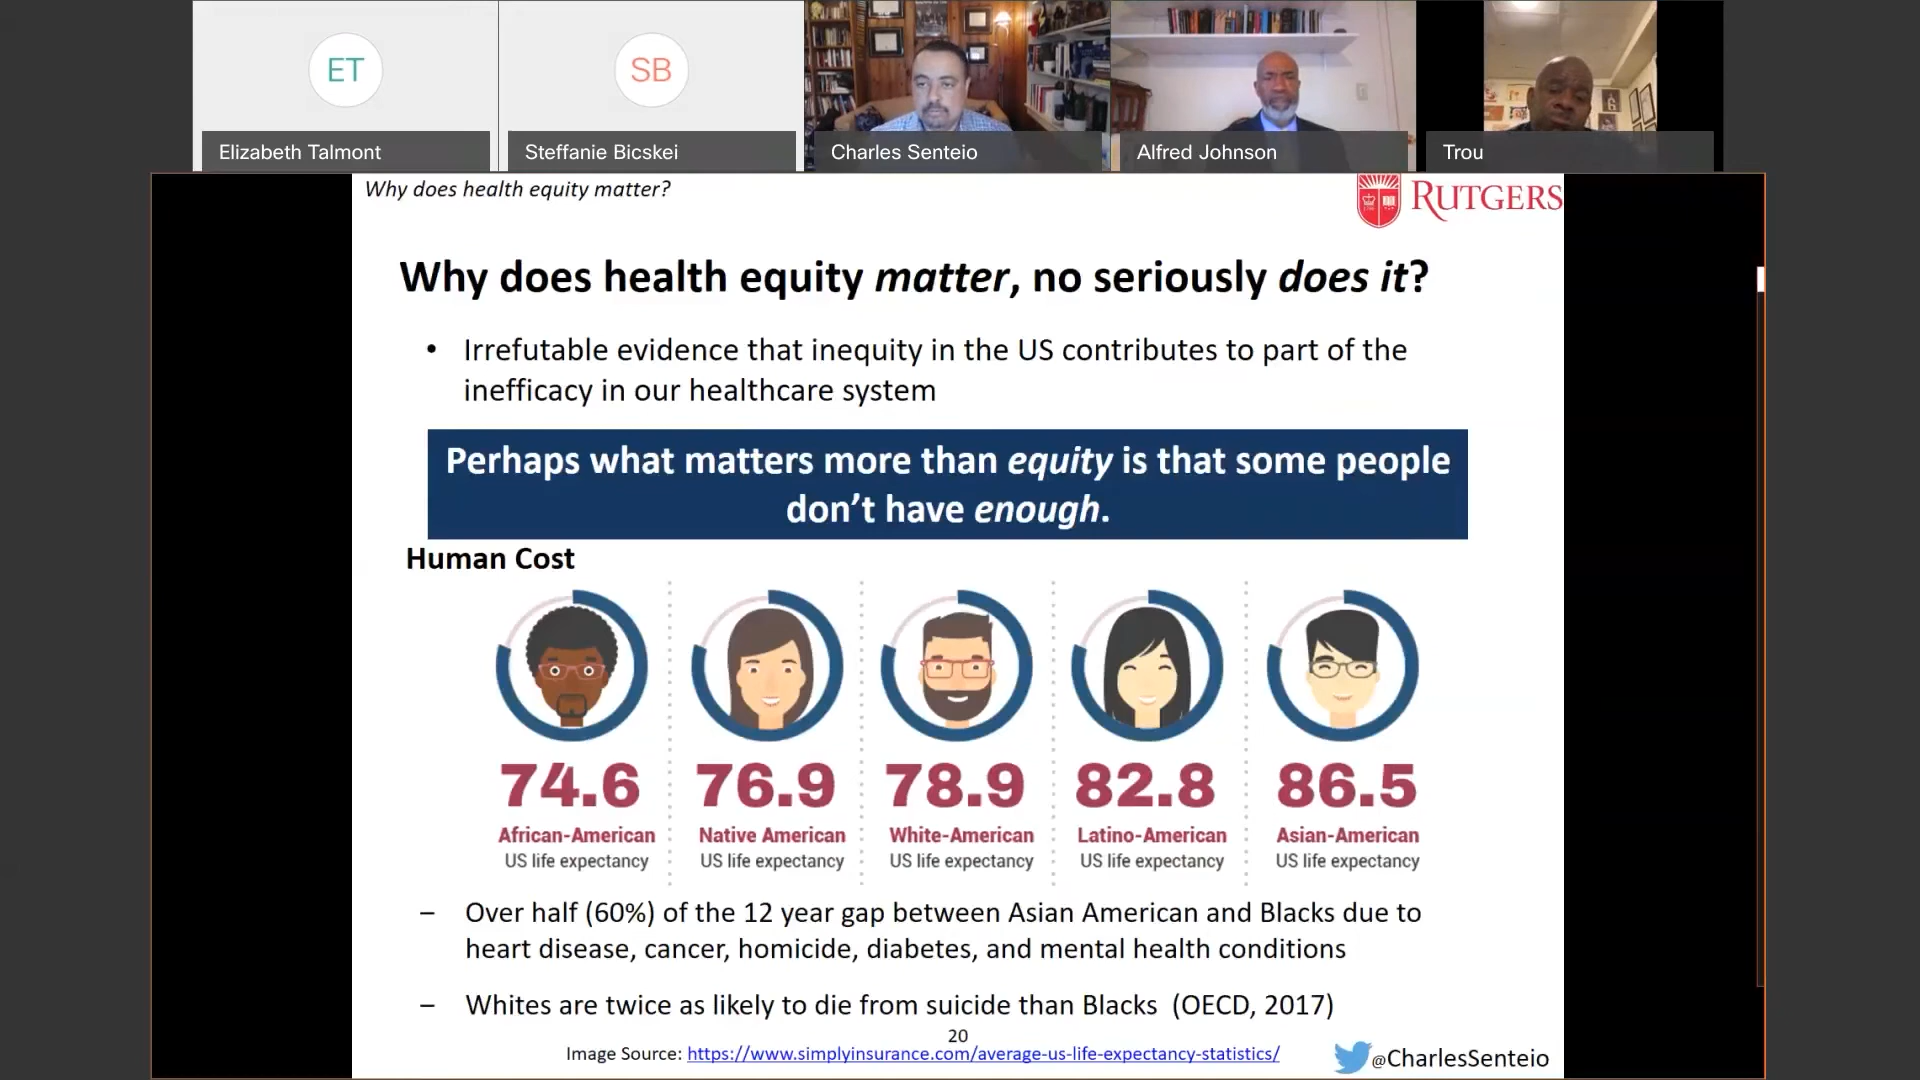 ET
SB
Elizabeth Talmont
Steffanie Bicskei
Charles Senteio
Alfred Johnson
Trou
Why does health equity matter?
RUTGERS
Why does health equity matter, no seriously does it?
• Irrefutable evidence that inequity in the US contributes to part of the
inefficacy in our healthcare system
Perhaps what matters more than equity is that some people
don't have enough.
Human Cost
74.6
African-American
US life expectancy
76.9
Native American
US life expectancy
78.9
White-American
US life expectancy
82.8
Latino-American
US life expectancy
86.5
Asian-American
US life expectancy
– Over half (60%) of the 12 year gap between Asian American and Blacks due to
heart disease, cancer, homicide, diabetes, and mental health conditions
– Whites are twice as likely to die from suicide than Blacks (OECD, 2017)
20
Image Source: https://www.simplyinsurance.com/average-us-life-expectancy-statistics/
@CharlesSenteio